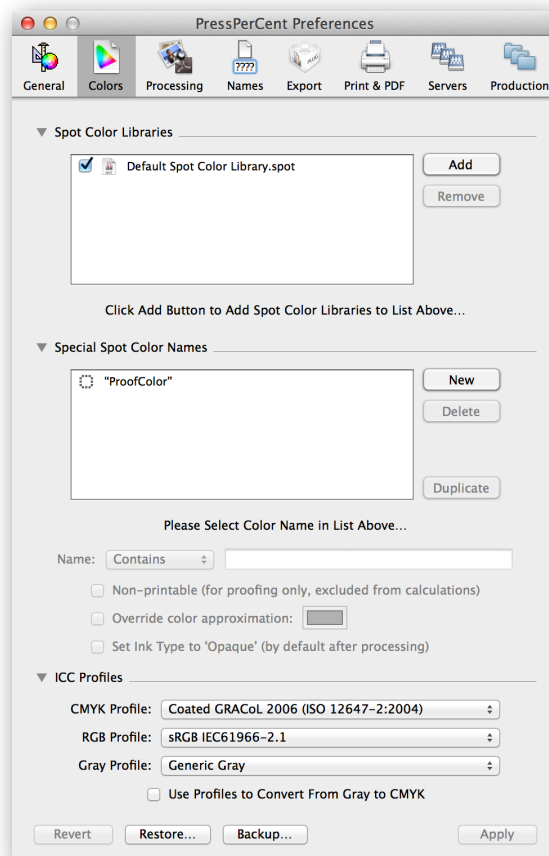 PressPerCent Preferences
General Colors Processing Names Export Print & PDF Servers Production
????
PLUG
Spot Color Libraries
Default Spot Color Library.spot
Add
Remove
Click Add Button to Add Spot Color Libraries to List Above...
Special Spot Color Names
"ProofColor"
New
Delete
Duplicate
Please Select Color Name in List Above...
Name: Contains
Non-printable (for proofing only, excluded from calculations)
Override color approximation:
Set Ink Type to 'Opaque' (by default after processing)
ICC Profiles
CMYK Profile: Coated GRACoL 2006 (ISO 12647-2:2004)
RGB Profile: sRGB IEC61966-2.1
Gray Profile: Generic Gray
Use Profiles to Convert From Gray to CMYK
Revert Restore... Backup... Apply